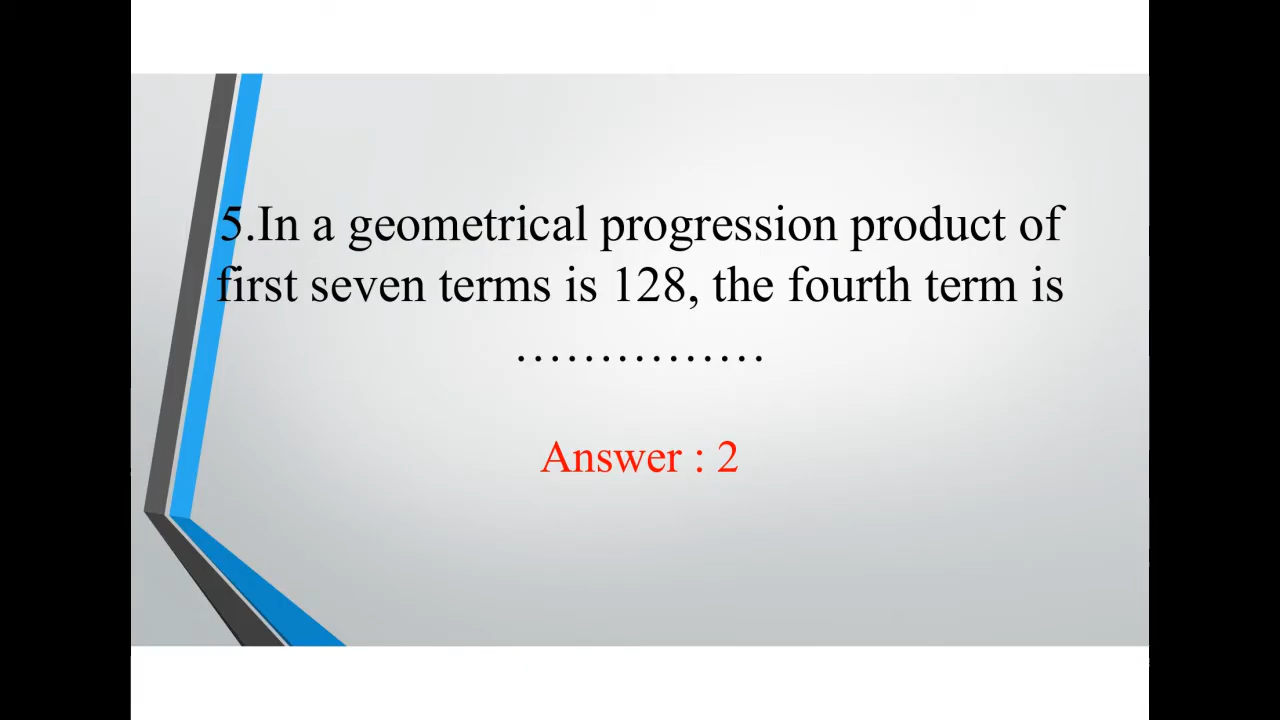 5.In a geometrical progression product of
first seven terms is 128, the fourth term is
……………
Answer : 2